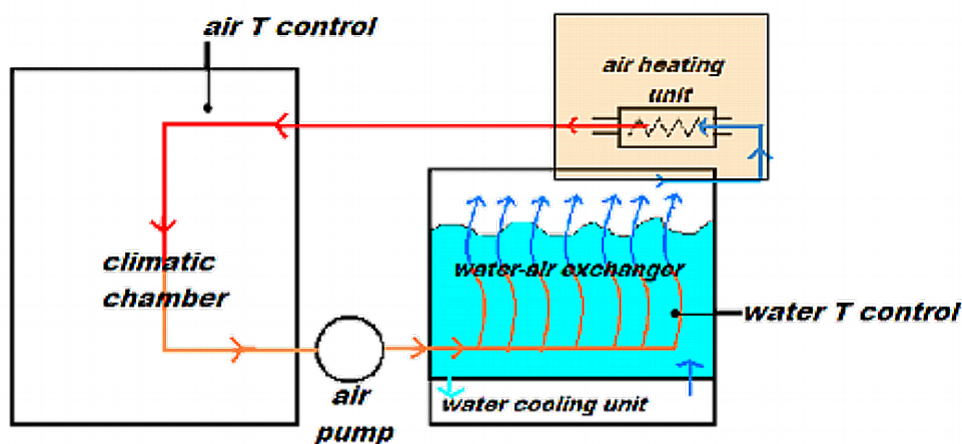 air T control
air heating
unit
climatic
chamber
water-air exchanger
water T control
air
pump
water cooling unit